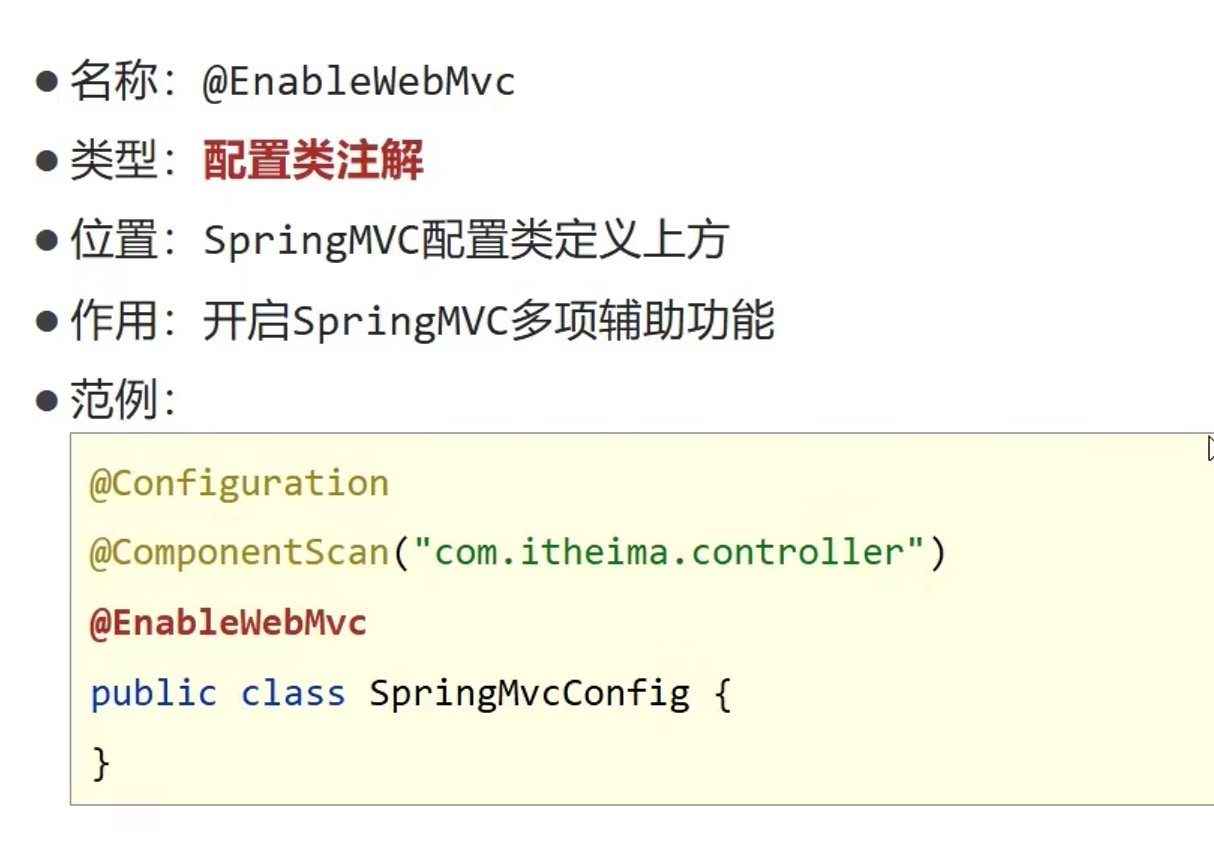 ● 名称：@EnableWebMvc
● 类型：配置类注解
● 位置：SpringMVC配置类定义上方
● 作用：开启SpringMVC多项辅助功能
● 范例：
@Configuration
@ComponentScan("com.itheima.controller")
@EnableWebMvc
public class SpringMvcConfig {
}